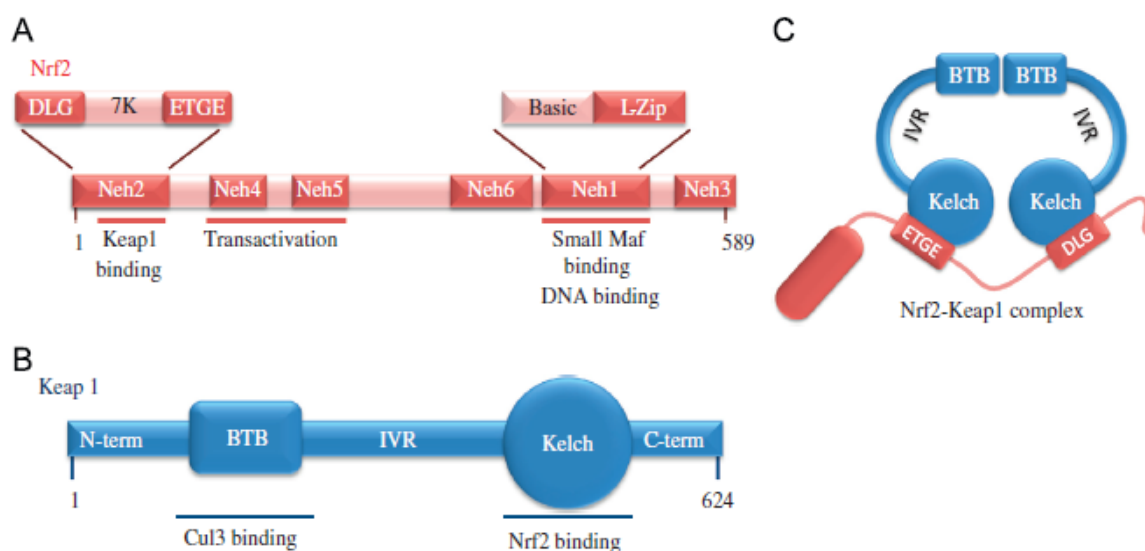 A
Nrf2
DLG 7K ETGE
Basic L-Zip
Neh2 Neh4 Neh5 Neh6 Neh1 Neh3
1 589
Keap1
binding
Transactivation
Small Maf
binding
DNA binding
B
Keap 1
N-term BTB IVR Kelch C-term
1 624
Cul3 binding
Nrf2 binding
C
BTB BTB
IVR IVR
Kelch Kelch
ETGE DLG
Nrf2-Keap1 complex